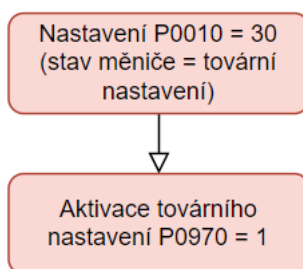 Nastavení P0010 = 30
(stav měniče = tovární
nastavení)
Aktivace továrního
nastavení P0970 = 1